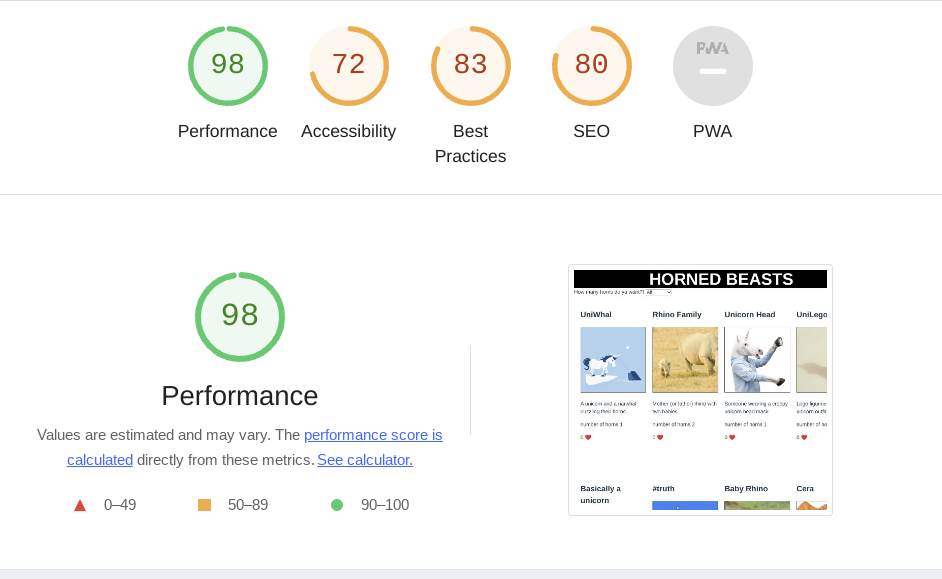 98
72
83
80
PWA
Performance
Accessibility
Best
Practices
SEO
PWA
98
Performance
Values are estimated and may vary. The performance score is
calculated directly from these metrics. See calculator.
0–49
50–89
90–100
HORNED BEASTS
How many horns do ya want? All
UniWhal
Rhino Family
Unicorn Head
UniLego
A unicorn and a narwhal
nuzzling their horns
number of horns 1
0
Mother (or father) rhino with
two babies
number of horns 2
0
Someone wearing a creepy
unicorn head mask
number of horns 1
0
Lego figurine
unicorn outfit
number of ho
0
Basically a
unicorn
#truth
Baby Rhino
Cera